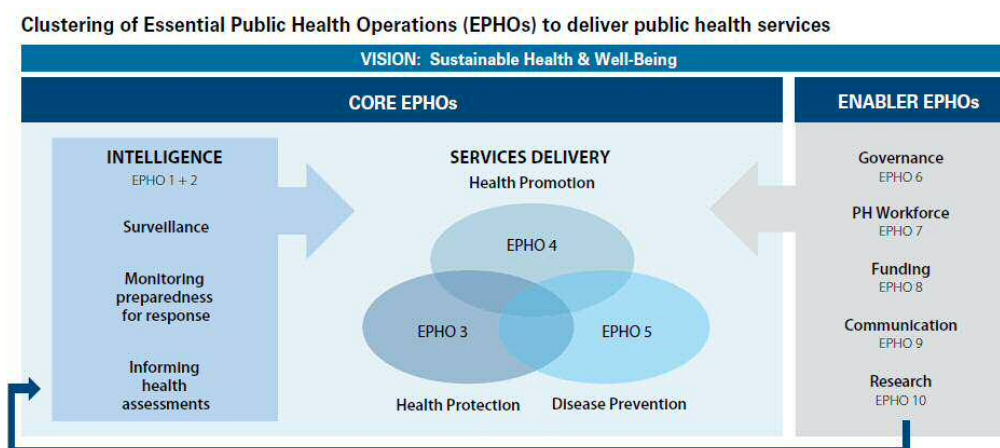 Clustering of Essential Public Health Operations (EPHOs) to deliver public health services
VISION: Sustainable Health & Well-Being
CORE EPHOs
INTELLIGENCE
EPHO 1 + 2
Surveillance
Monitoring
preparedness
for response
Informing
health
assessments
SERVICES DELIVERY
Health Promotion
EPHO 4
EPHO 3
EPHO 5
Health Protection
Disease Prevention
ENABLER EPHOs
Governance
EPHO 6
PH Workforce
EPHO 7
Funding
EPHO 8
Communication
EPHO 9
Research
EPHO 10